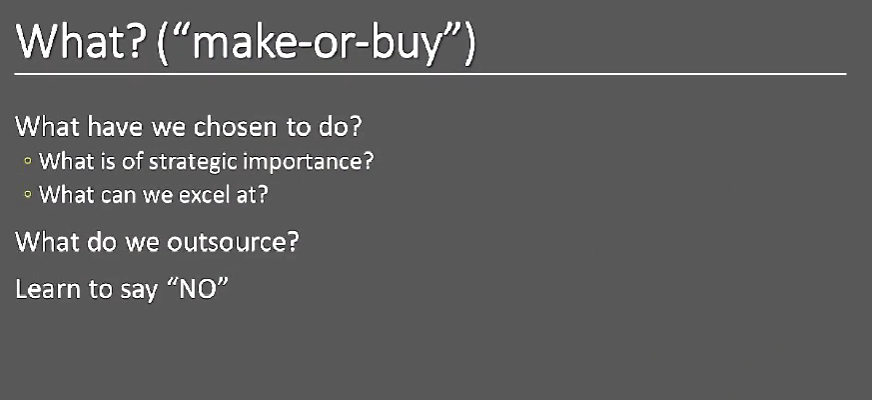 What? (“make-or-buy”)
What have we chosen to do?
◦ What is of strategic importance?
◦ What can we excel at?
What do we outsource?
Learn to say “NO”